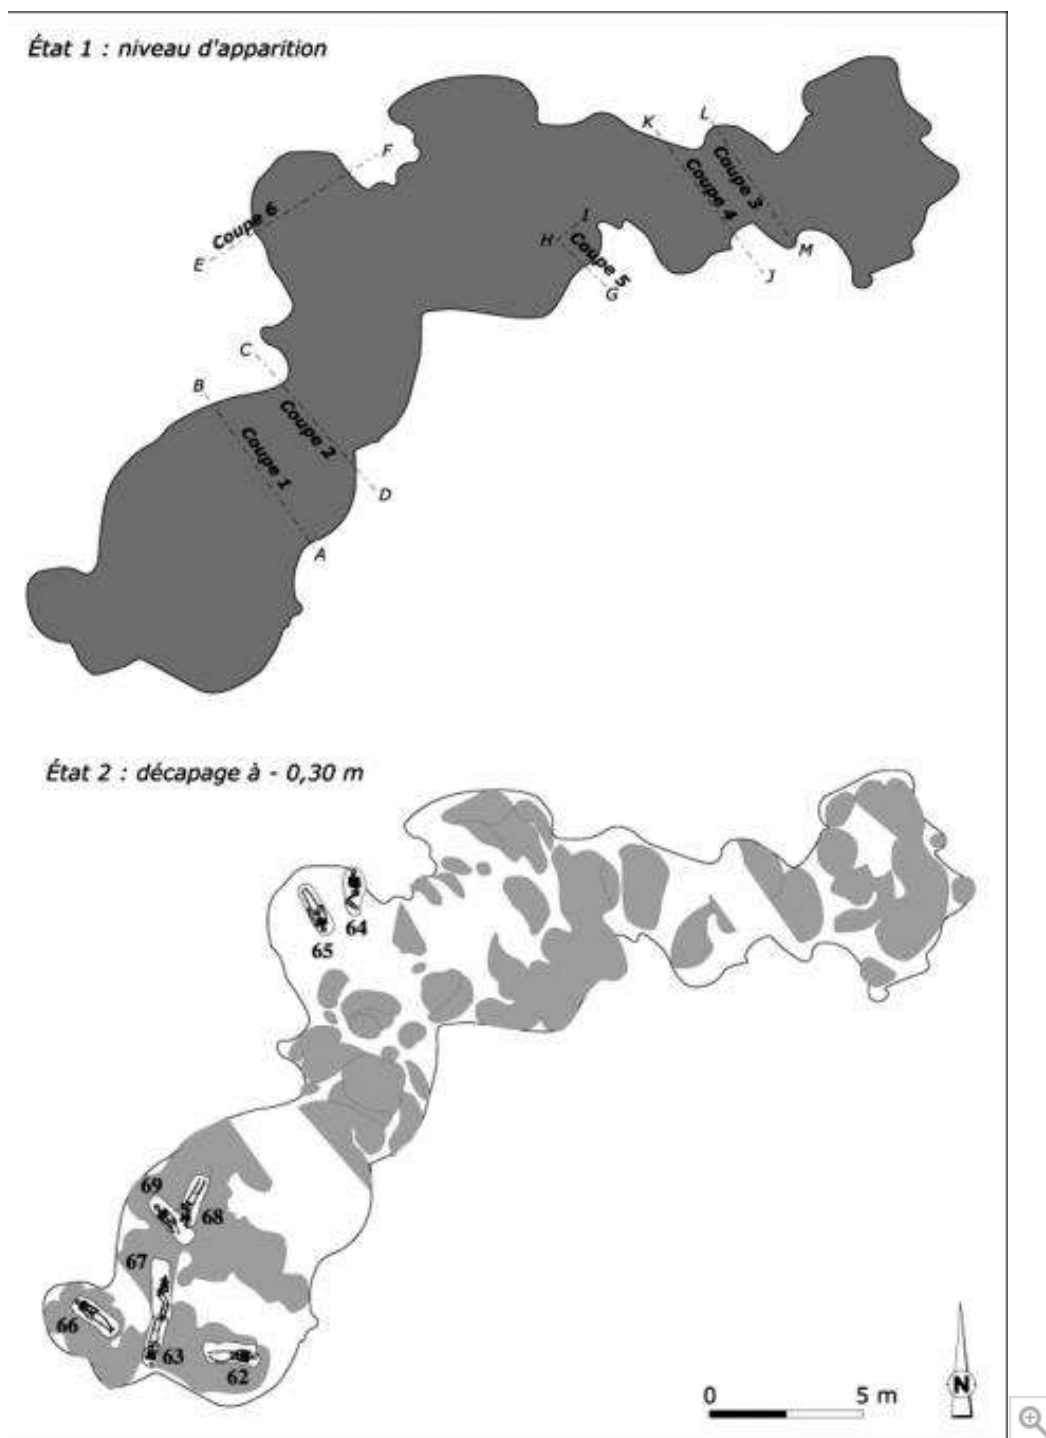 État 1 : niveau d'apparition
L
K
F
Coupe 3
Coupe 4
Coupe 6
I
H
M
Coupe 5
E
J
G
C
B
Coupe 2
Coupe 1
D
A
État 2 : décapage à - 0,30 m
64
65
69
68
67
66
63
62
0 5 m
N